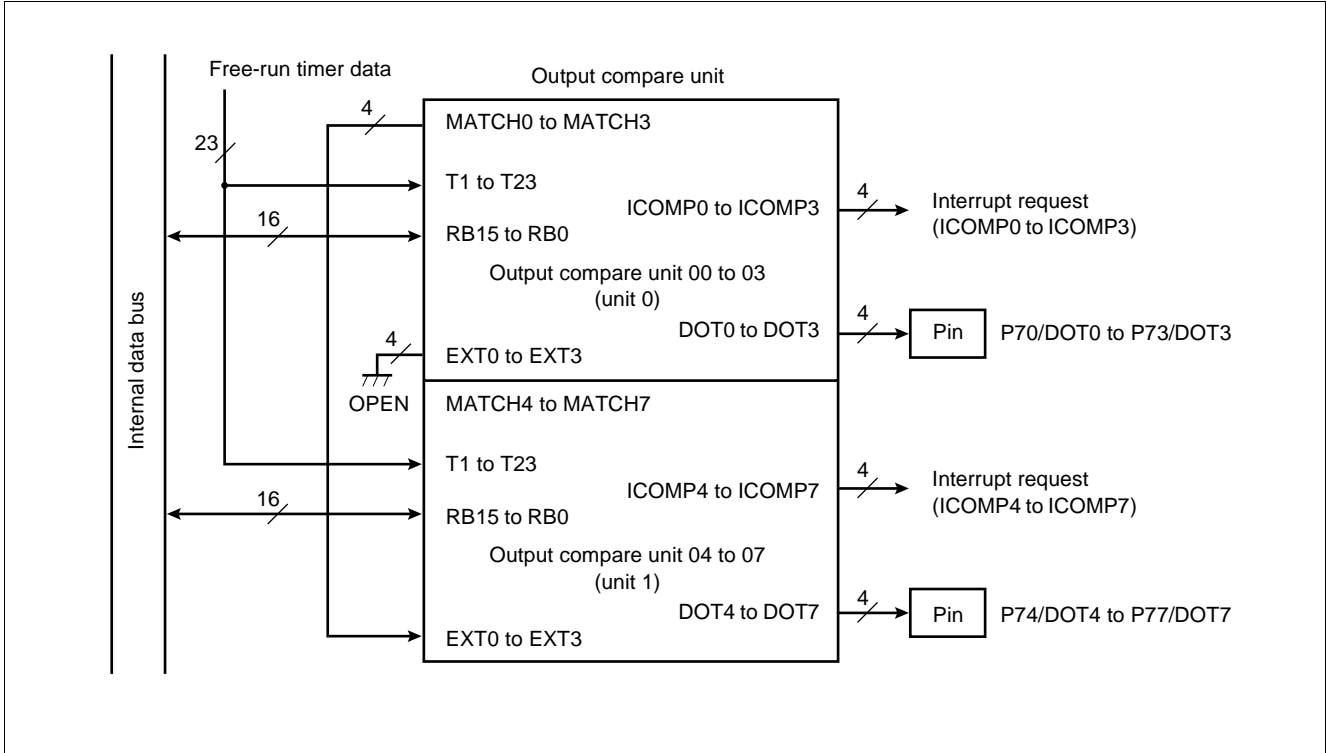 Free-run timer data
Output compare unit
4
MATCH0 to MATCH3
23
T1 to T23
4
ICOMP0 to ICOMP3
Interrupt request
(ICOMP0 to ICOMP3)
16
RB15 to RB0
Output compare unit 00 to 03
(unit 0)
4
DOT0 to DOT3
Pin
P70/DOT0 to P73/DOT3
4
EXT0 to EXT3
OPEN
Internal data bus
MATCH4 to MATCH7
T1 to T23
4
ICOMP4 to ICOMP7
Interrupt request
(ICOMP4 to ICOMP7)
16
RB15 to RB0
Output compare unit 04 to 07
(unit 1)
4
DOT4 to DOT7
Pin
P74/DOT4 to P77/DOT7
EXT0 to EXT3